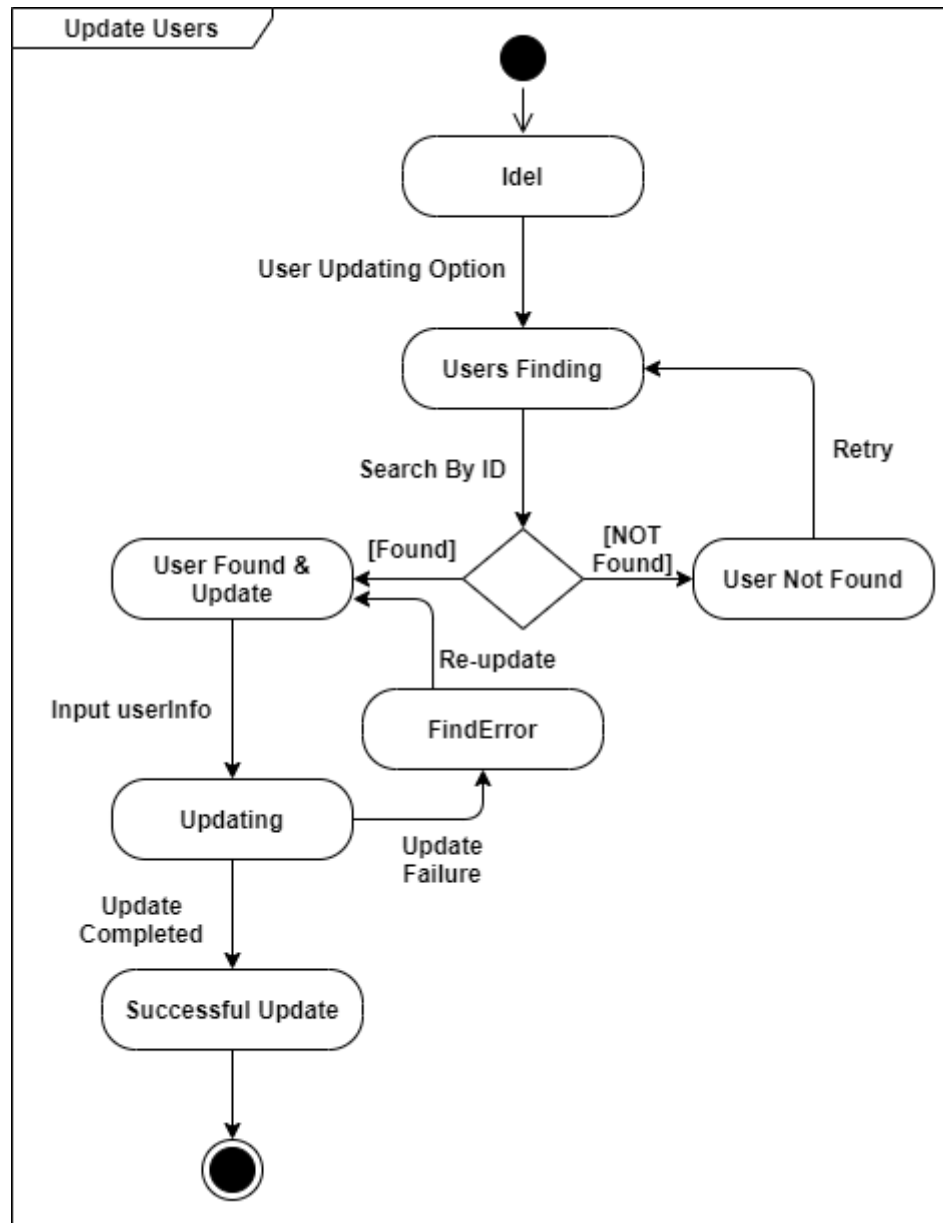 Update Users
Idel
User Updating Option
Users Finding
Search By ID
Retry
[Found]
[NOT
Found]
User Found &
Update
User Not Found
Re-update
Input userInfo
FindError
Updating
Update
Failure
Update
Completed
Successful Update